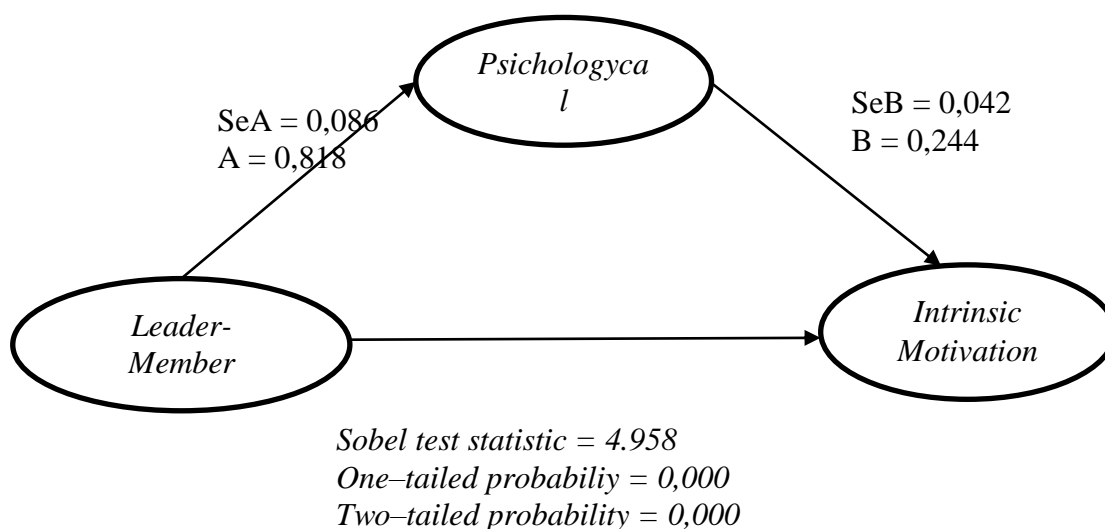 Psichologyca
l
SeA = 0,086
A = 0,818
SeB = 0,042
B = 0,244
Leader-
Member
Intrinsic
Motivation
Sobel test statistic = 4.958
One–tailed probabiliy = 0,000
Two–tailed probability = 0,000